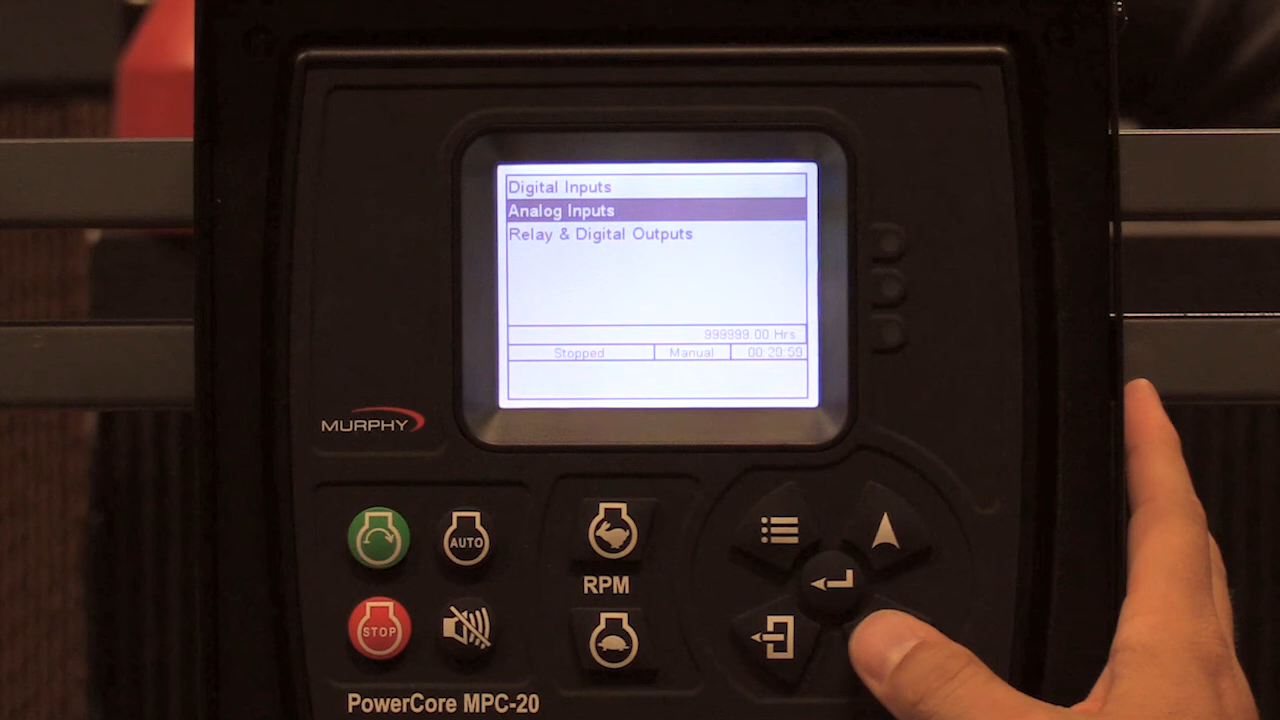 Digital Inputs
Analog Inputs
Relay & Digital Outputs
999999.00 Hrs
Stopped Manual 00:20:59
MURPHY
AUTO
RPM
STOP
PowerCore MPC-20